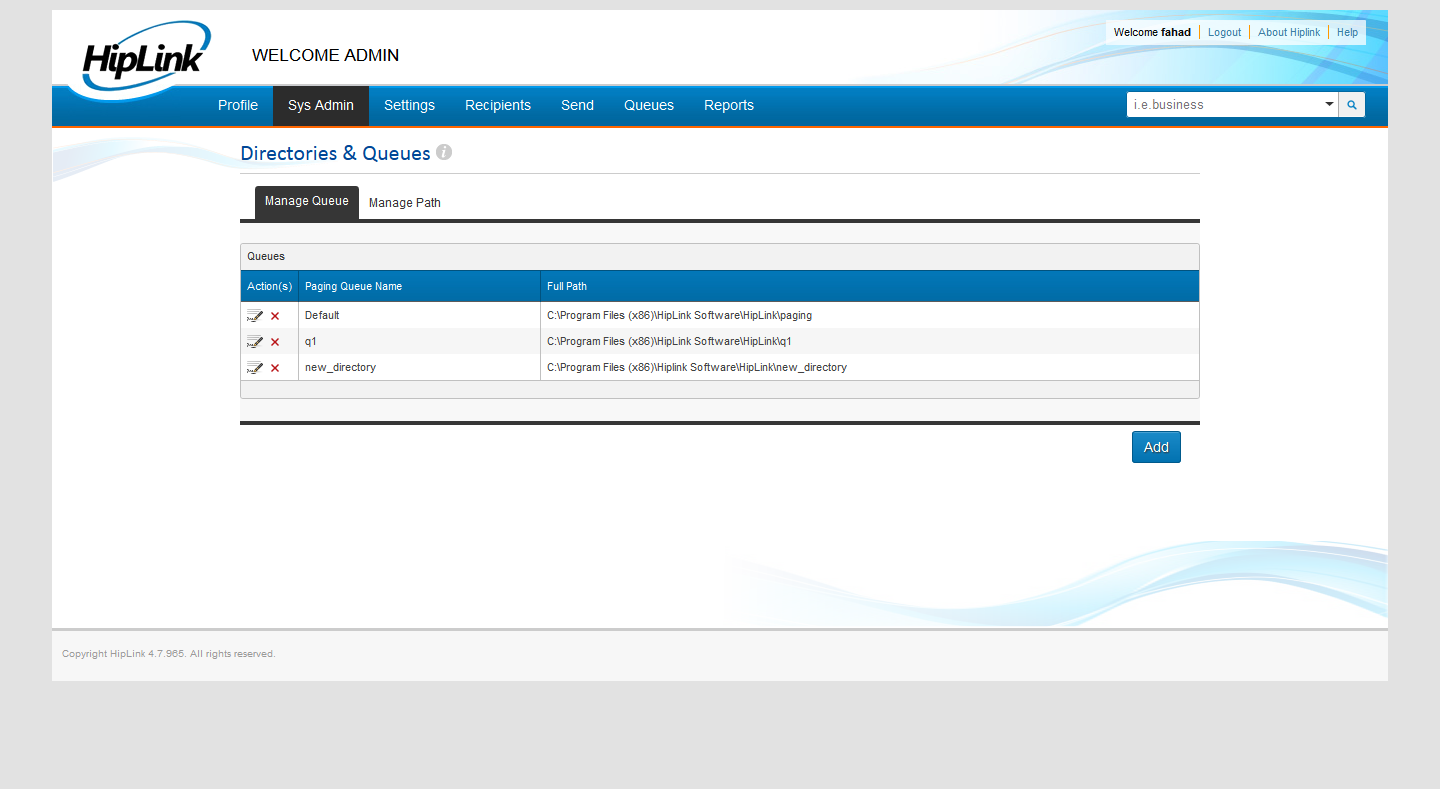 HipLink
WELCOME ADMIN
Welcome fahad Logout About Hiplink Help
Profile Sys Admin Settings Recipients Send Queues Reports
i.e.business
Directories & Queues i
Manage Queue Manage Path
Queues
Action(s) Paging Queue Name Full Path
Default C:\Program Files (x86)\HipLink Software\HipLink\paging
q1 C:\Program Files (x86)\HipLink Software\HipLink\q1
new_directory C:\Program Files (x86)\Hiplink Software\HipLink\new_directory
Add
Copyright HipLink 4.7.965. All rights reserved.